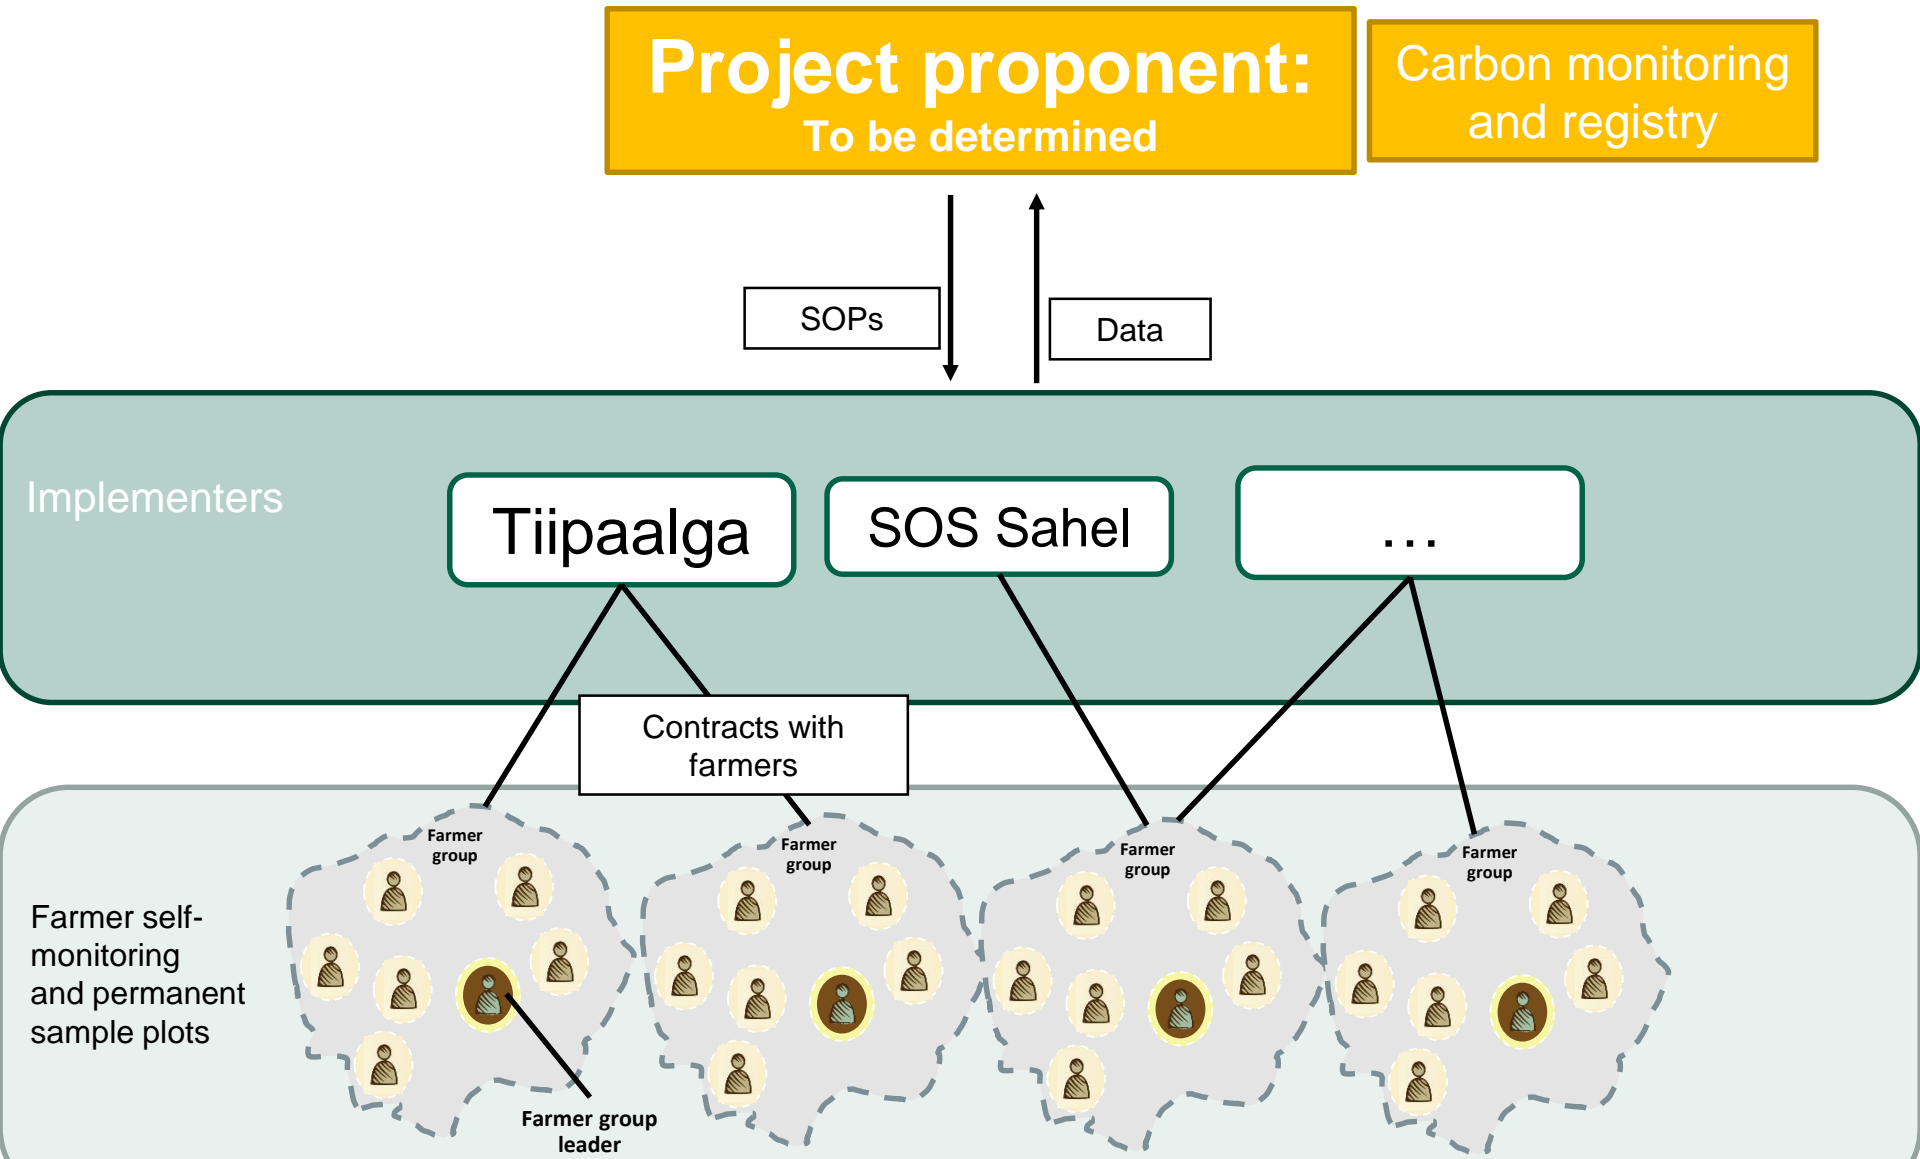 Project proponent:
To be determined
Carbon monitoring
and registry
SOPs
Data
Implementers
Tiipaalga
SOS Sahel
...
Contracts with
farmers
Farmer
group
Farmer
group
Farmer
group
Farmer
group
Farmer self-
monitoring
and permanent
sample plots
Farmer group
leader